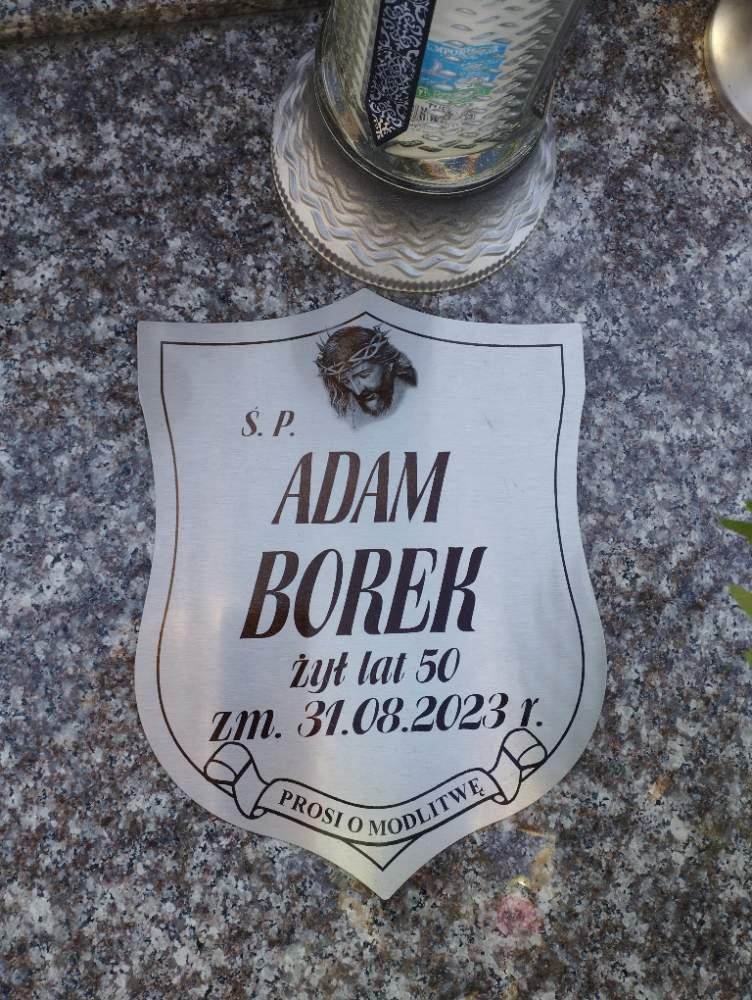 Ś. P.
ADAM
BOREK
żył lat 50
zm. 31.08.2023 r.
PROSI O MODLITWĘ